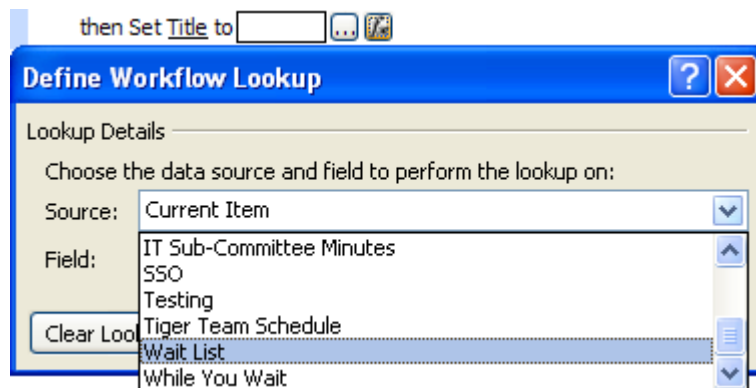 then Set Title to ...
Define Workflow Lookup
Lookup Details
Choose the data source and field to perform the lookup on:
Source: Current Item
Field:
IT Sub-Committee Minutes
SSO
Testing
Tiger Team Schedule
Clear
Wait List
While You Wait